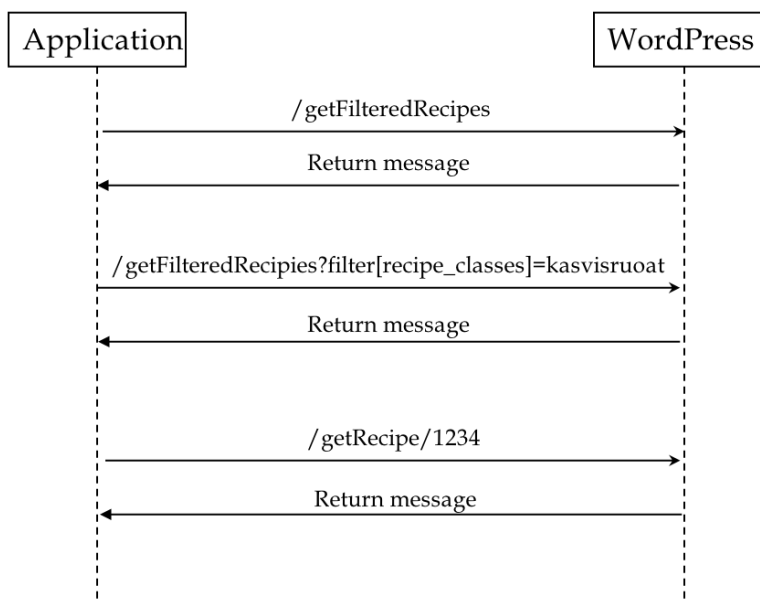 Application
WordPress
/getFilteredRecipes
Return message
/getFilteredRecipies?filter[recipe_classes]=kasvisruoat
Return message
/getRecipe/1234
Return message